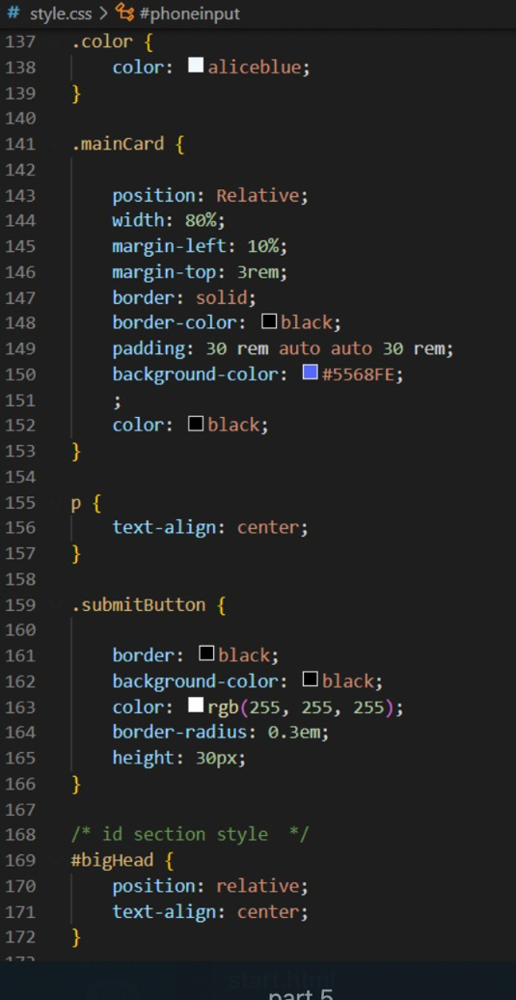 # style.css > #phoneinput
137 .color {
138 color: aliceblue;
139 }
140
141 .mainCard {
142
143 position: Relative;
144 width: 80%;
145 margin-left: 10%;
146 margin-top: 3rem;
147 border: solid;
148 border-color: black;
149 padding: 30 rem auto auto 30 rem;
150 background-color: #5568FE;
151 ;
152 color: black;
153 }
154
155 p {
156 text-align: center;
157 }
158
159 .submitButton {
160
161 border: black;
162 background-color: black;
163 color: rgb(255, 255, 255);
164 border-radius: 0.3em;
165 height: 30px;
166 }
167
168 /* id section style  */
169 #bigHead {
170 position: relative;
171 text-align: center;
172 }
173
start.html
part 5